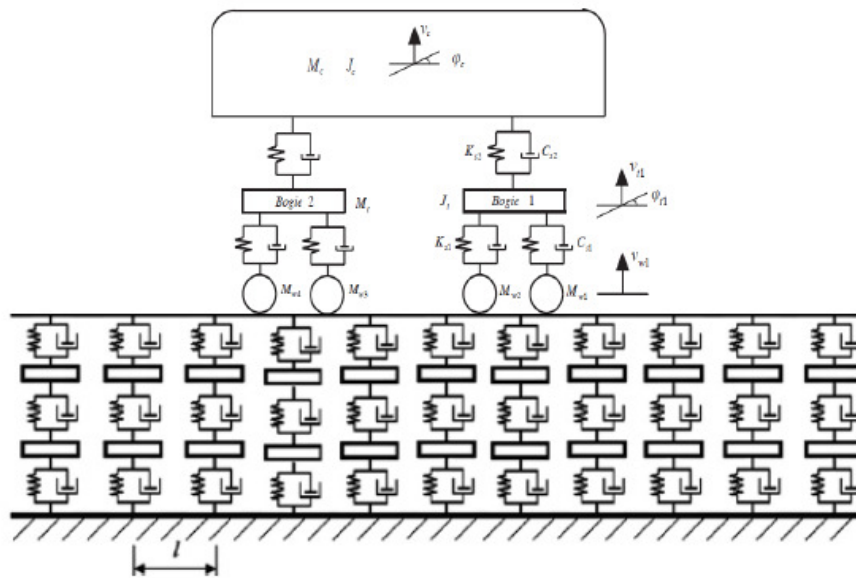 v_c
M_c J_c φ_c
K_s2 C_s2
v_t1
Bogie 2 M_t J_t Bogie 1
φ_t1
K_s1 C_s1
v_w1
M_w4 M_w3 M_w2 M_w1
l